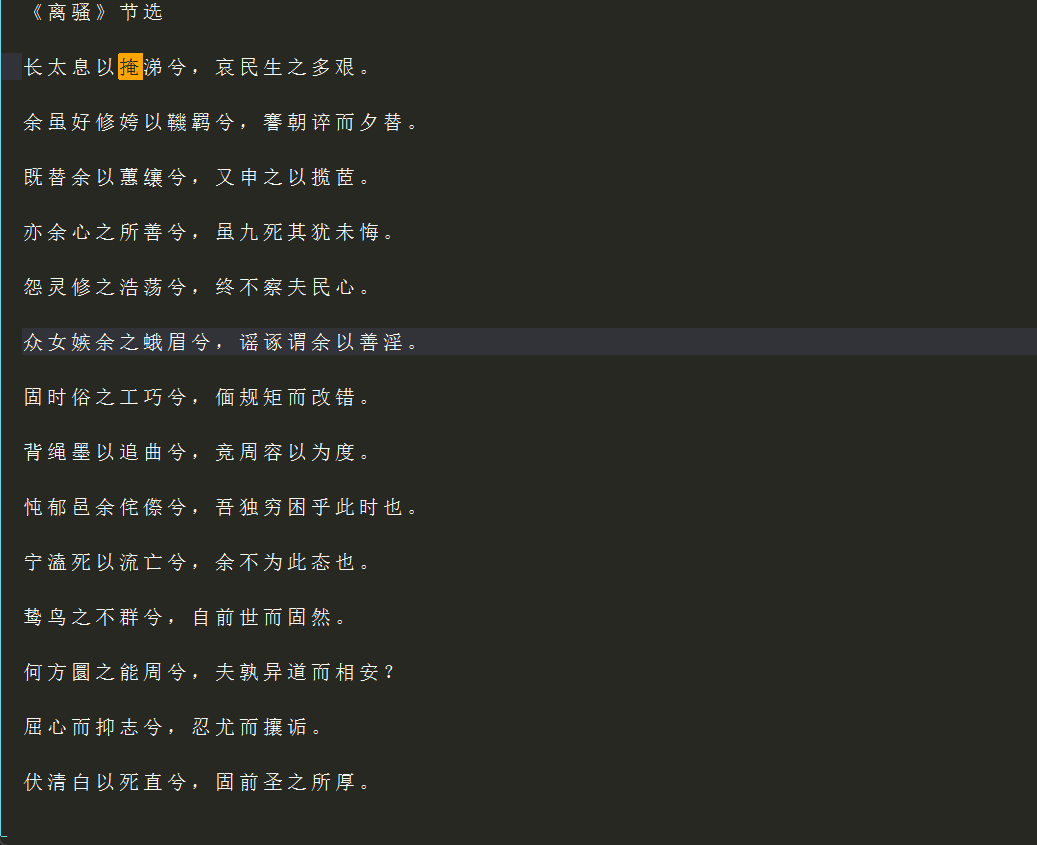 《离骚》节选
长太息以掩涕兮，哀民生之多艰。
余虽好修姱以鞿羁兮，謇朝谇而夕替。
既替余以蕙纕兮，又申之以揽茝。
亦余心之所善兮，虽九死其犹未悔。
怨灵修之浩荡兮，终不察夫民心。
众女嫉余之蛾眉兮，谣诼谓余以善淫。
固时俗之工巧兮，偭规矩而改错。
背绳墨以追曲兮，竞周容以为度。
忳郁邑余侘傺兮，吾独穷困乎此时也。
宁溘死以流亡兮，余不为此态也。
鸷鸟之不群兮，自前世而固然。
何方圜之能周兮，夫孰异道而相安？
屈心而抑志兮，忍尤而攘诟。
伏清白以死直兮，固前圣之所厚。